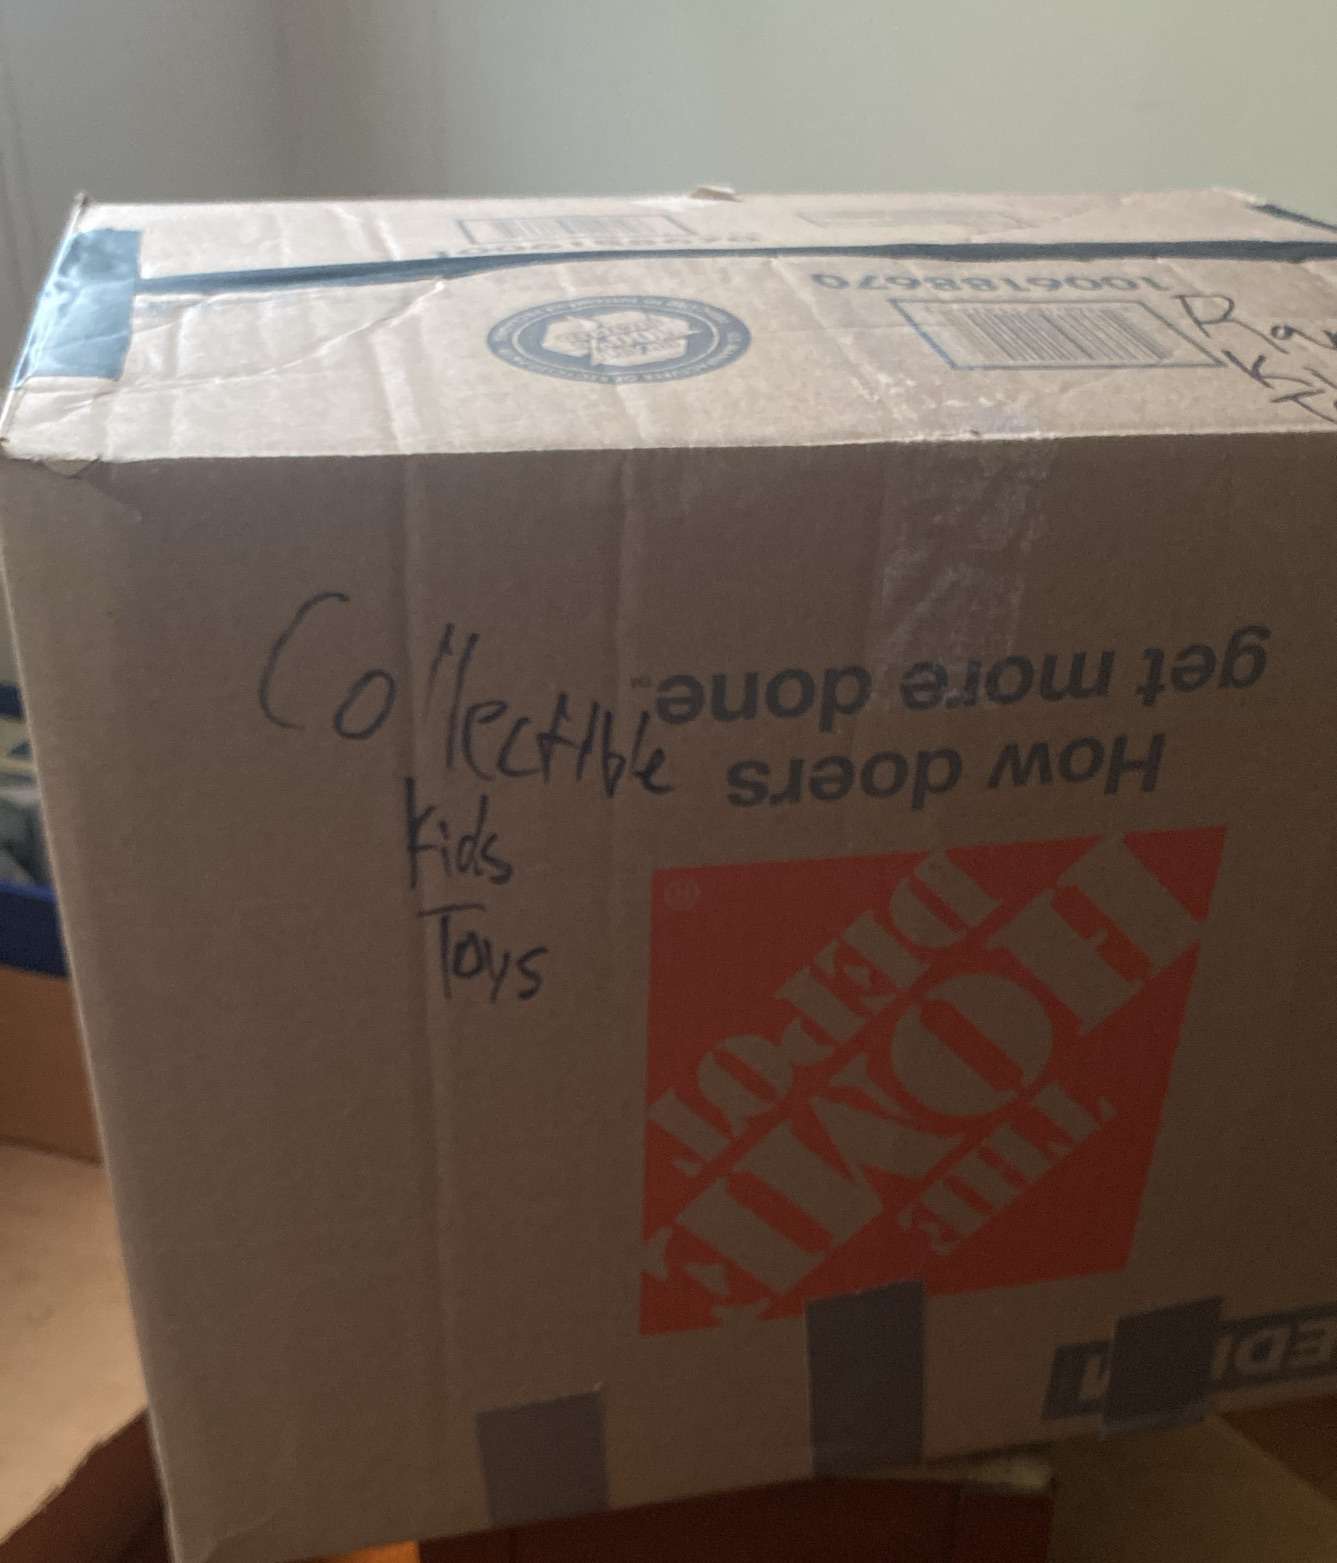 1006188670
Collectible
Kids
Toys
How doers
get more done.
THE
HOME
DEPOT